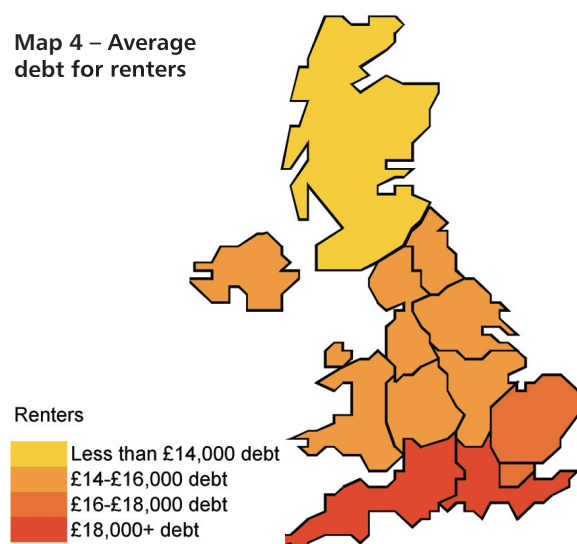 Map 4 – Average
debt for renters
Renters
Less than £14,000 debt
£14-£16,000 debt
£16-£18,000 debt
£18,000+ debt